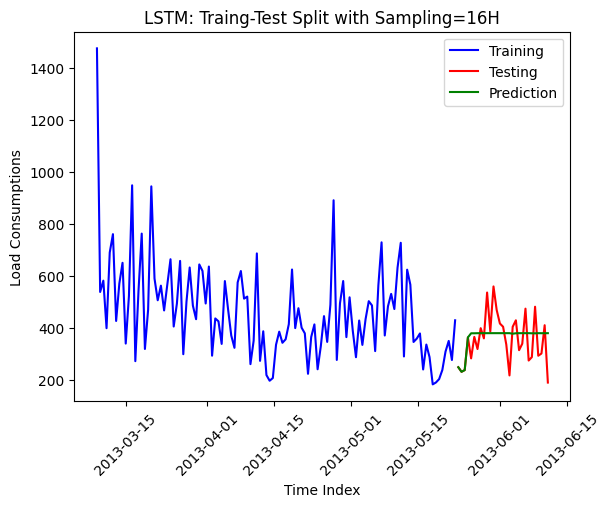 LSTM: Traing-Test Split with Sampling=16H
Training
Testing
Prediction
Load Consumptions
1400
1200
1000
800
600
400
200
2013-03-15
2013-04-01
2013-04-15
2013-05-01
2013-05-15
2013-06-01
2013-06-15
Time Index